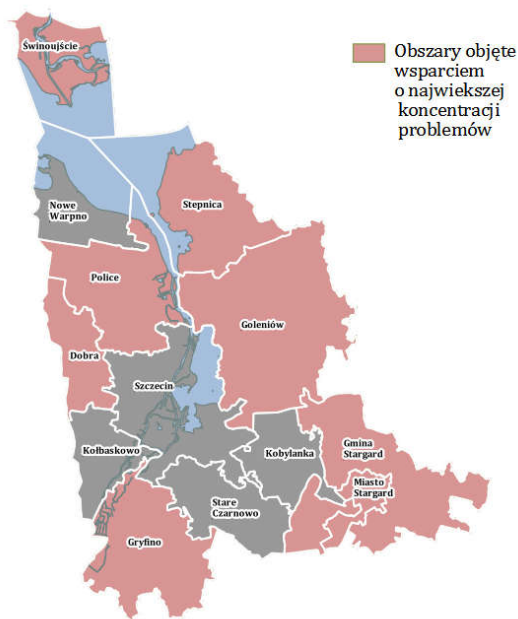 Świnoujście
Obszary objęte
wsparciem
o najwiekszej
koncentracji
problemów
Nowe
Warpno
Stepnica
Police
Goleniów
Dobra
Szczecin
Kołbaskowo
Kobylanka
Gmina
Stargard
Miasto
Stargard
Stare
Czarnowo
Gryfino